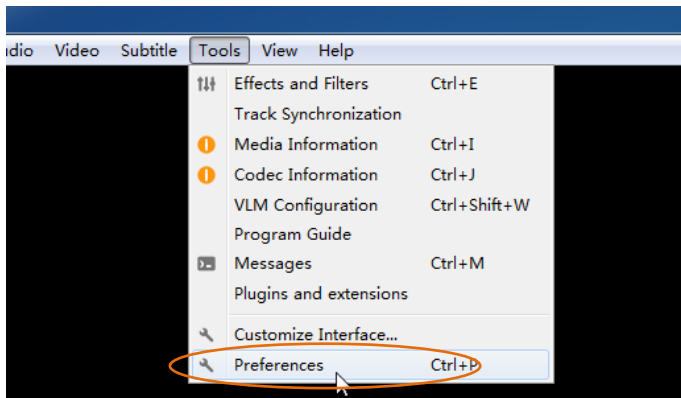 dio Video Subtitle Tools View Help
Effects and Filters Ctrl+E
Track Synchronization
Media Information Ctrl+I
Codec Information Ctrl+J
VLM Configuration Ctrl+Shift+W
Program Guide
Messages Ctrl+M
Plugins and extensions
Customize Interface...
Preferences Ctrl+P